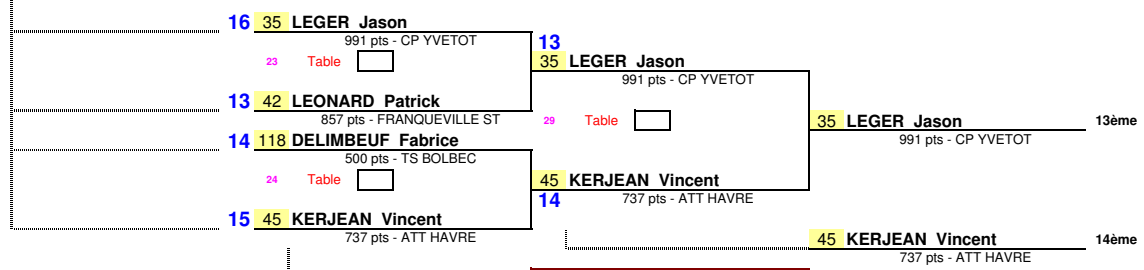 16 35 LEGER Jason
991 pts - CP YVETOT
13
23 Table
35 LEGER Jason
991 pts - CP YVETOT
13 42 LEONARD Patrick
857 pts - FRANQUEVILLE ST
29 Table
35 LEGER Jason 13ème
991 pts - CP YVETOT
14 118 DELIMBEUF Fabrice
500 pts - TS BOLBEC
24 Table
45 KERJEAN Vincent
737 pts - ATT HAVRE
14
15 45 KERJEAN Vincent
737 pts - ATT HAVRE
45 KERJEAN Vincent 14ème
737 pts - ATT HAVRE